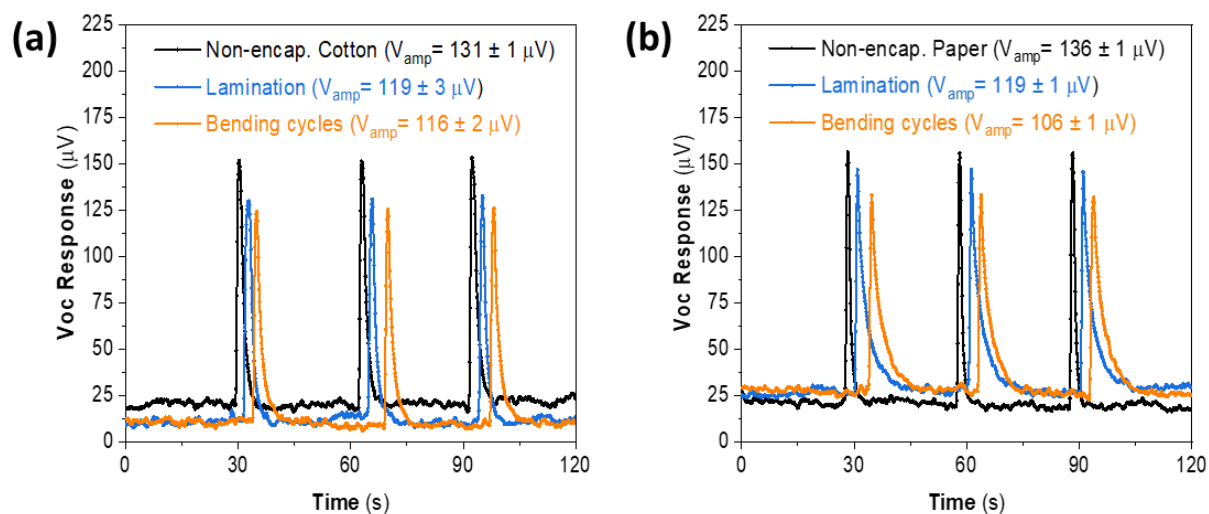 (a)
225
200
175
150
125
100
75
50
25
0
Voc Response (μV)
Non-encap. Cotton (Vamp= 131 ± 1 μV)
Lamination (Vamp= 119 ± 3 μV)
Bending cycles (Vamp= 116 ± 2 μV)
0 30 60 90 120
Time (s)
(b)
225
200
175
150
125
100
75
50
25
0
Voc Response (μV)
Non-encap. Paper (Vamp= 136 ± 1 μV)
Lamination (Vamp= 119 ± 1 μV)
Bending cycles (Vamp= 106 ± 1 μV)
0 30 60 90 120
Time (s)